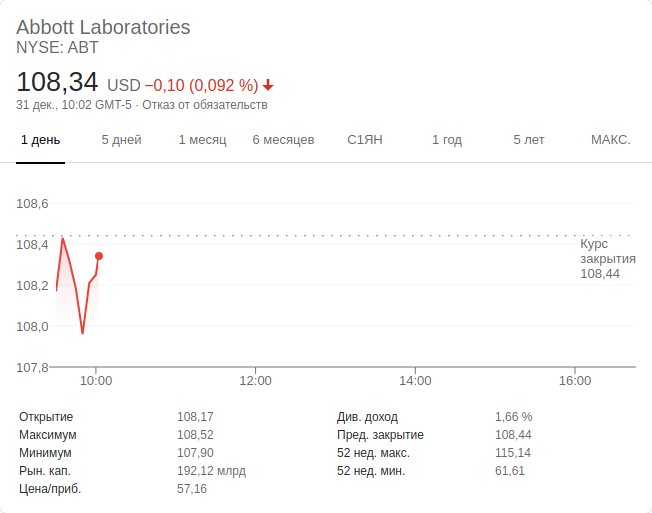 Abbott Laboratories
NYSE: ABT
108,34 USD −0,10 (0,092 %)
31 дек., 10:02 GMT-5 · Отказ от обязательств
1 день 5 дней 1 месяц 6 месяцев С1ЯН 1 год 5 лет МАКС.
108,6
108,4
108,2
108,0
107,8
Курс
закрытия
108,44
10:00 12:00 14:00 16:00
Открытие 108,17 Див. доход 1,66 %
Максимум 108,52 Пред. закрытие 108,44
Минимум 107,90 52 нед. макс. 115,14
Рын. кап. 192,12 млрд 52 нед. мин. 61,61
Цена/приб. 57,16